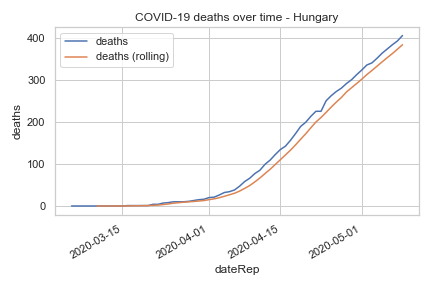 COVID-19 deaths over time - Hungary
deaths
deaths (rolling)
400
300
200
100
0
deaths
2020-03-15
2020-04-01
2020-04-15
2020-05-01
dateRep